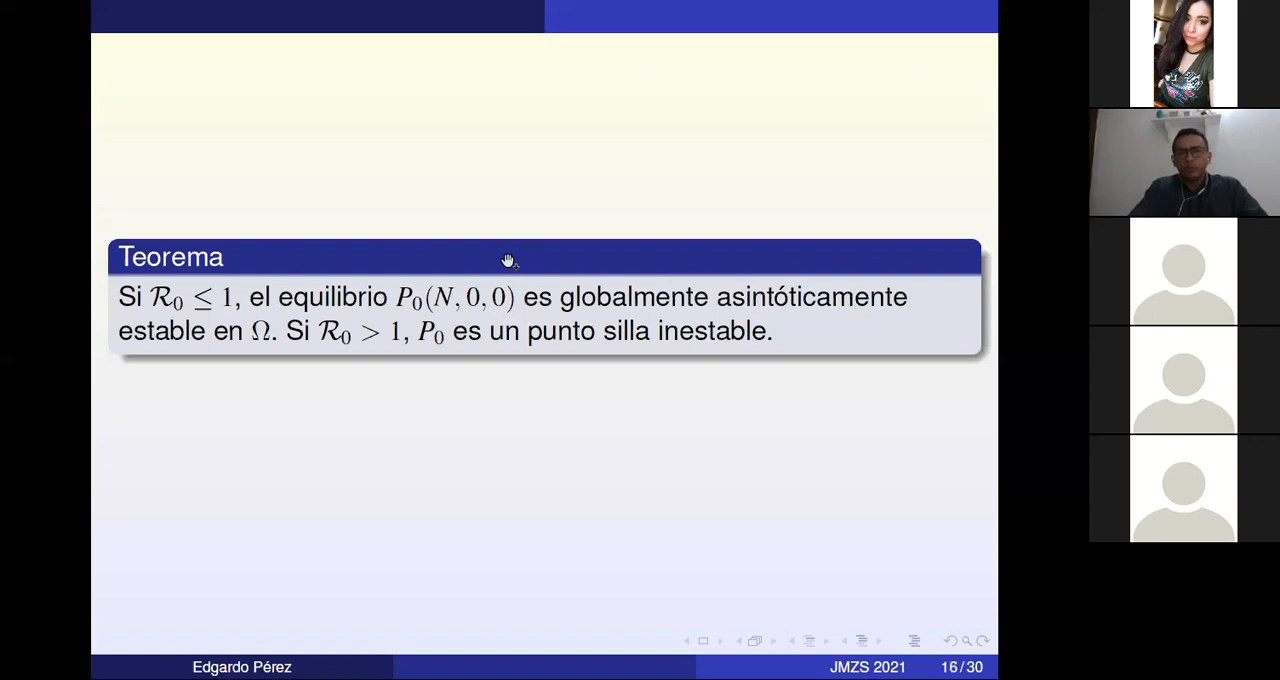 Teorema
Si ℛ₀ ≤ 1, el equilibrio P₀(N, 0, 0) es globalmente asintóticamente
estable en Ω. Si ℛ₀ > 1, P₀ es un punto silla inestable.
Edgardo Pérez
JMZS 2021
16/30